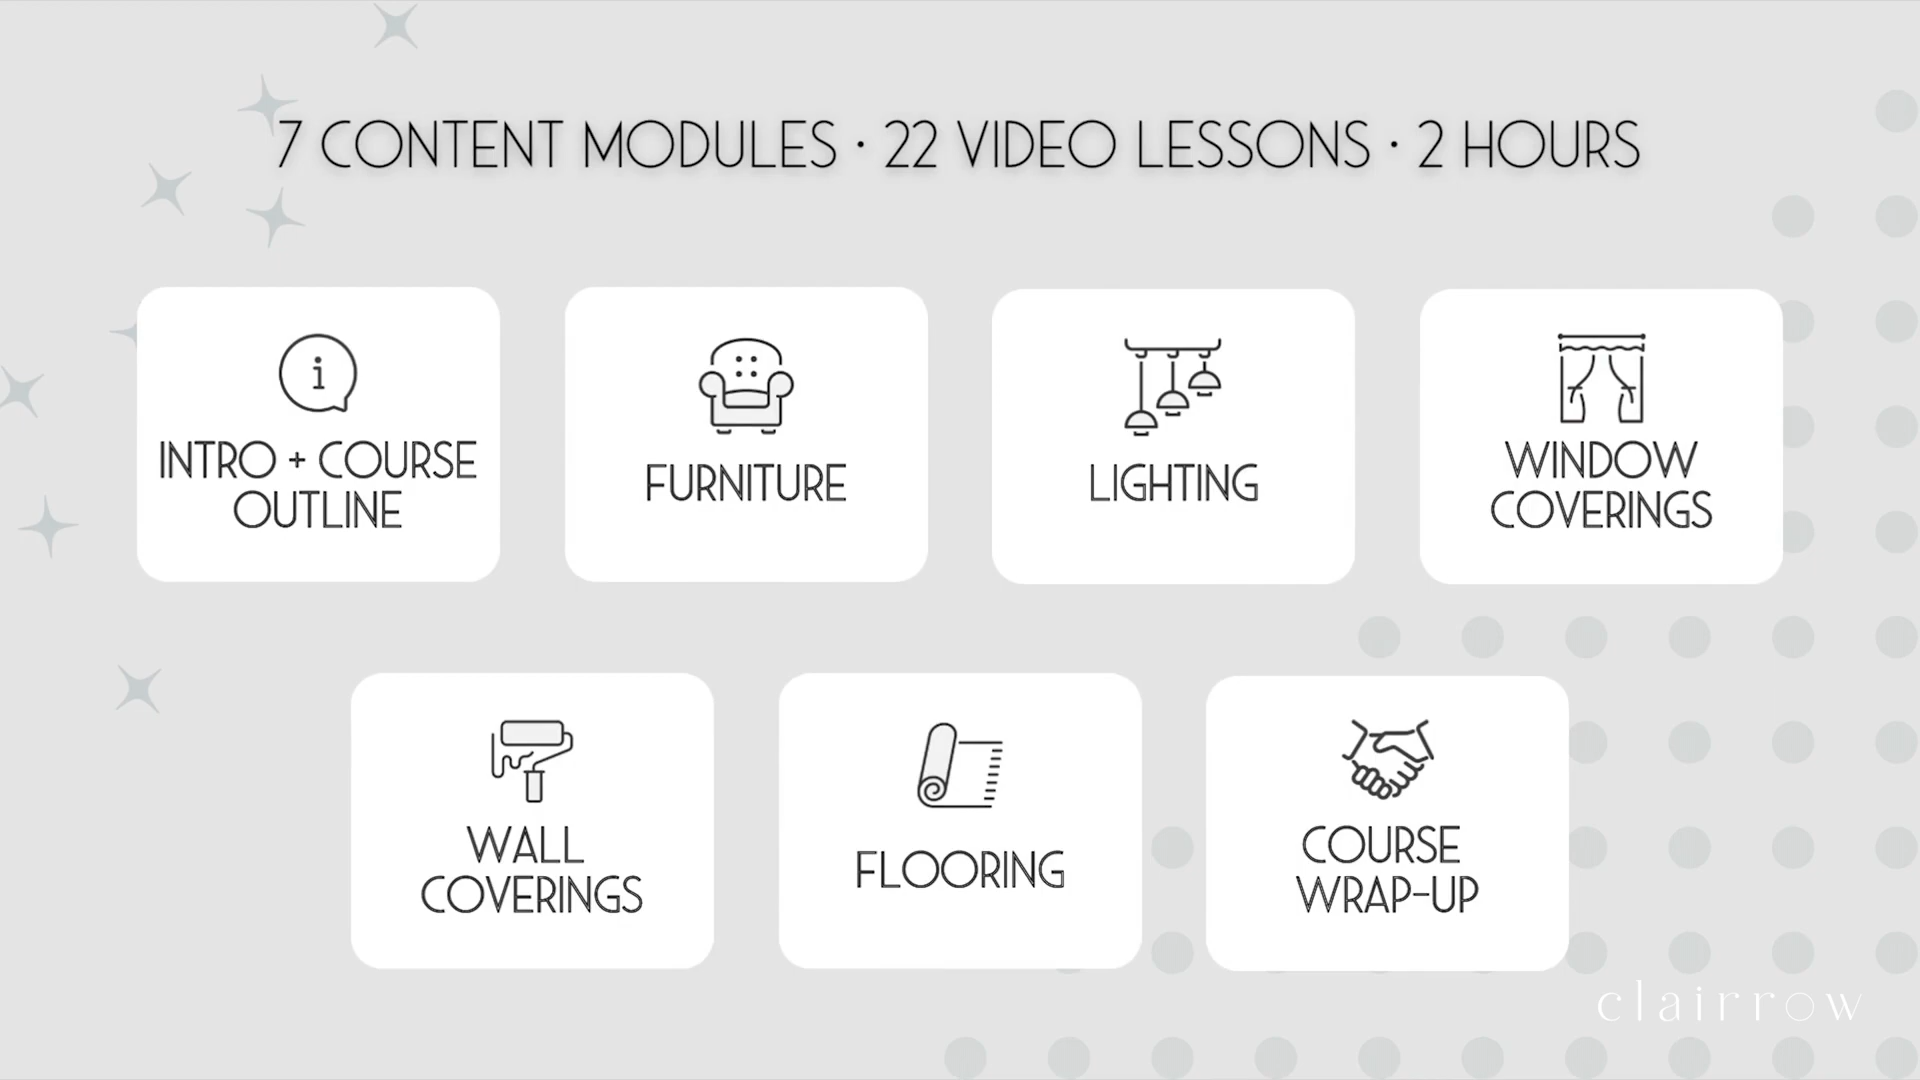 7 CONTENT MODULES · 22 VIDEO LESSONS · 2 HOURS
i
INTRO + COURSE
OUTLINE
FURNITURE
LIGHTING
WINDOW
COVERINGS
WALL
COVERINGS
FLOORING
COURSE
WRAP-UP
clairrow